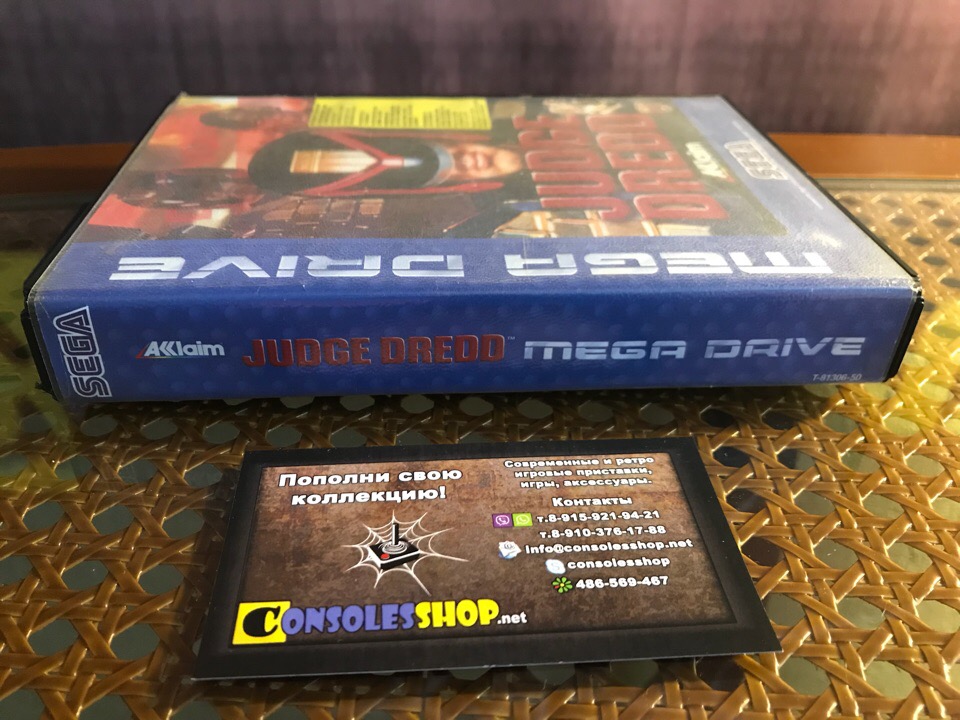 SEGA
JUDGE
DREDD
MEGA DRIVE
SEGA
AKklaim JUDGE DREDD™ MEGA DRIVE
T-81306-50
Пополни свою
коллекцию!
CONSOLESSHOP.net
Современные и ретро
игровые приставки,
игры, аксессуары.
Контакты
т.8-915-921-94-21
т.8-910-376-17-88
info@consolesshop.net
consolesshop
486-569-467